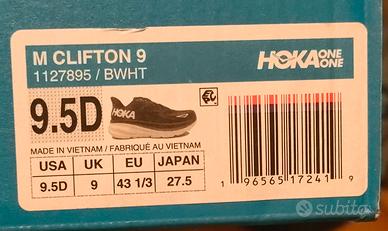 M CLIFTON 9
1127895 / BWHT
HOKA ONE ONE
9.5D
HOKA
MADE IN VIETNAM / FABRIQUÉ AU VIETNAM
USA UK EU JAPAN
9.5D 9 43 1/3 27.5
1 96565 17241 9
subito